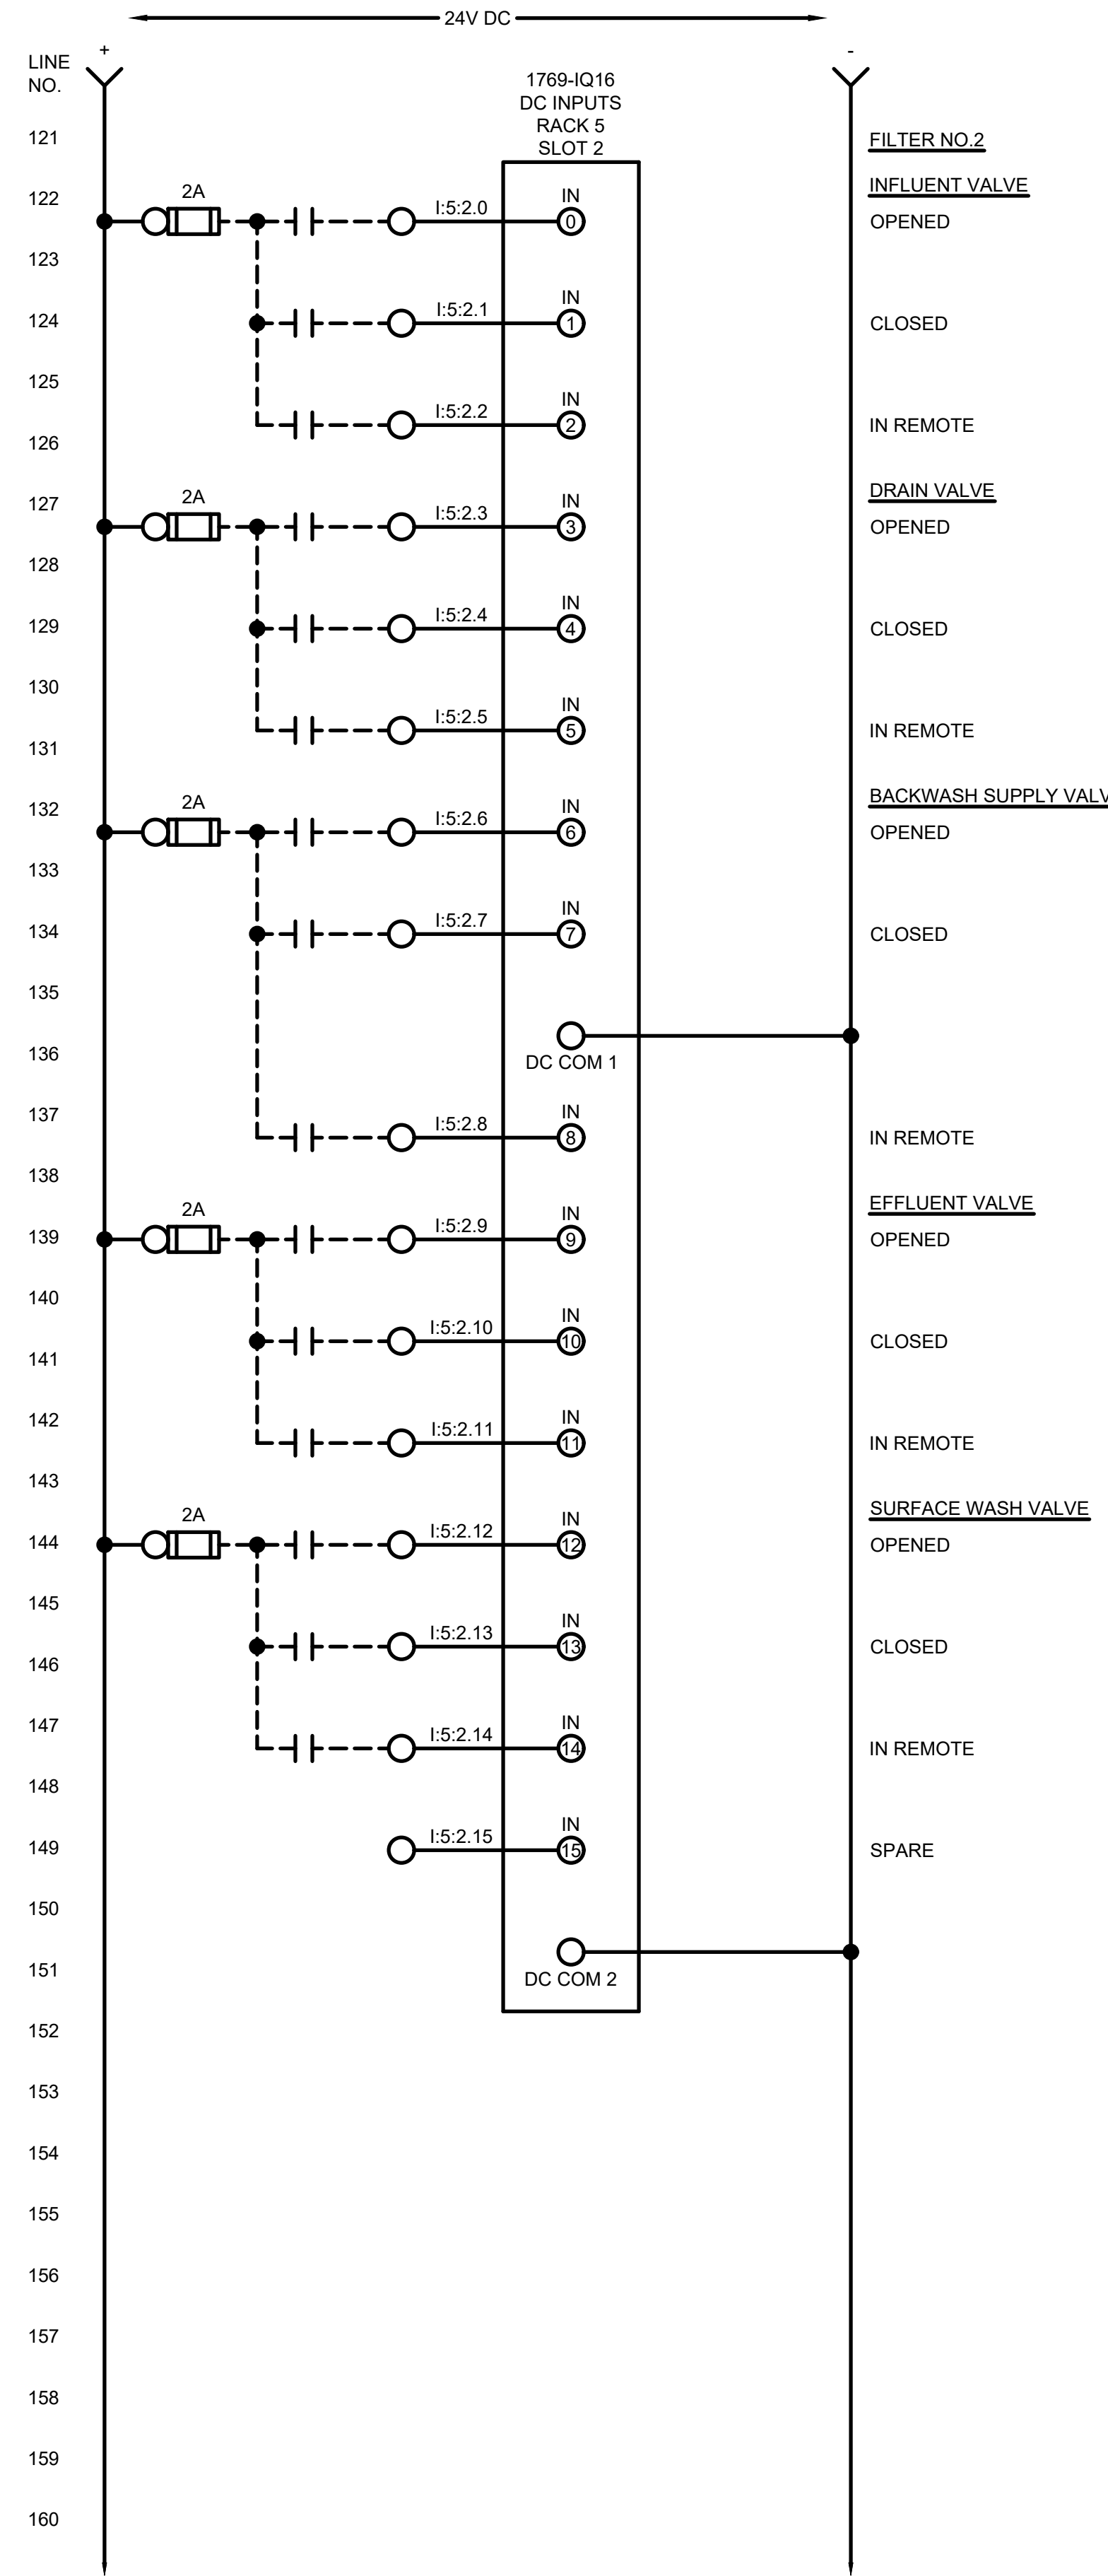 24V DC
+
-
LINE
NO.
1769-IQ16
DC INPUTS
RACK 5
SLOT 2
121
FILTER NO.2
INFLUENT VALVE
122
2A
I:5:2.0
IN
0
OPENED
123
124
I:5:2.1
IN
1
CLOSED
125
I:5:2.2
IN
2
IN REMOTE
126
DRAIN VALVE
127
2A
I:5:2.3
IN
3
OPENED
128
129
I:5:2.4
IN
4
CLOSED
130
I:5:2.5
IN
5
IN REMOTE
131
BACKWASH SUPPLY VALV
132
2A
I:5:2.6
IN
6
OPENED
133
134
I:5:2.7
IN
7
CLOSED
135
136
DC COM 1
137
I:5:2.8
IN
8
IN REMOTE
138
EFFLUENT VALVE
139
2A
I:5:2.9
IN
9
OPENED
140
I:5:2.10
IN
10
CLOSED
141
142
I:5:2.11
IN
11
IN REMOTE
143
SURFACE WASH VALVE
144
2A
I:5:2.12
IN
12
OPENED
145
I:5:2.13
IN
13
CLOSED
146
147
I:5:2.14
IN
14
IN REMOTE
148
149
I:5:2.15
IN
15
SPARE
150
151
DC COM 2
152
153
154
155
156
157
158
159
160